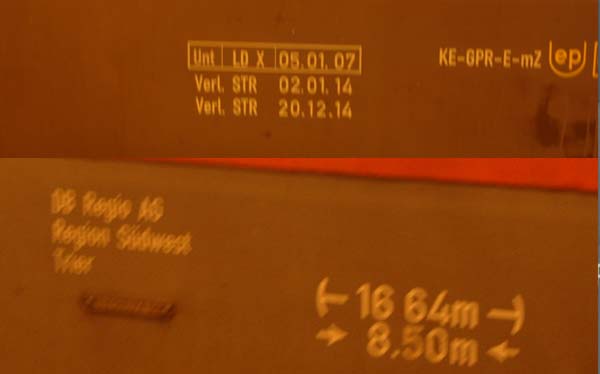 Unt LD X 05.01.07
Verl. STR 02.01.14
Verl. STR 20.12.14
KE-GPR-E-mZ ep
DB Regio AG
Region Südwest
Trier
16 64m
8.50m